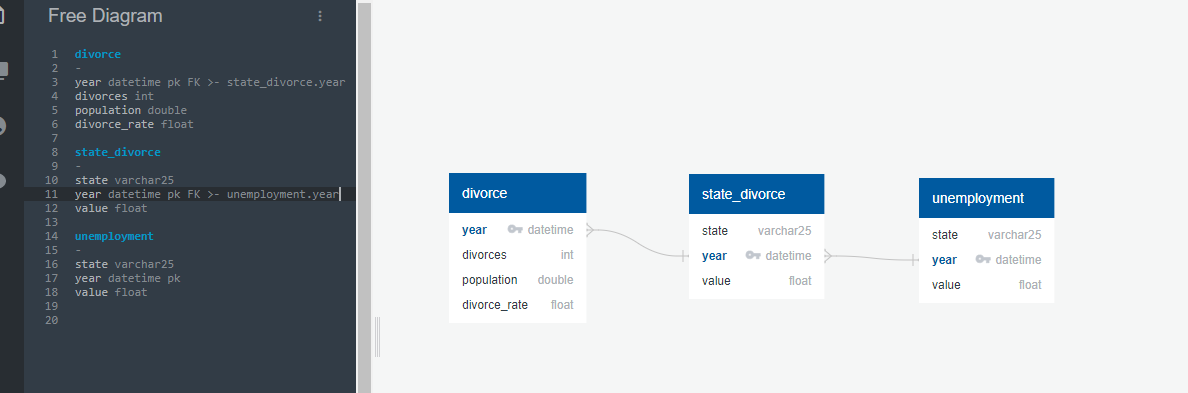 Free Diagram
1 divorce
2 -
3 year datetime pk FK >- state_divorce.year
4 divorces int
5 population double
6 divorce_rate float
7
8 state_divorce
9 -
10 state varchar25
11 year datetime pk FK >- unemployment.year
12 value float
13
14 unemployment
15 -
16 state varchar25
17 year datetime pk
18 value float
19
20
divorce
year datetime
divorces int
population double
divorce_rate float
state_divorce
state varchar25
year datetime
value float
unemployment
state varchar25
year datetime
value float